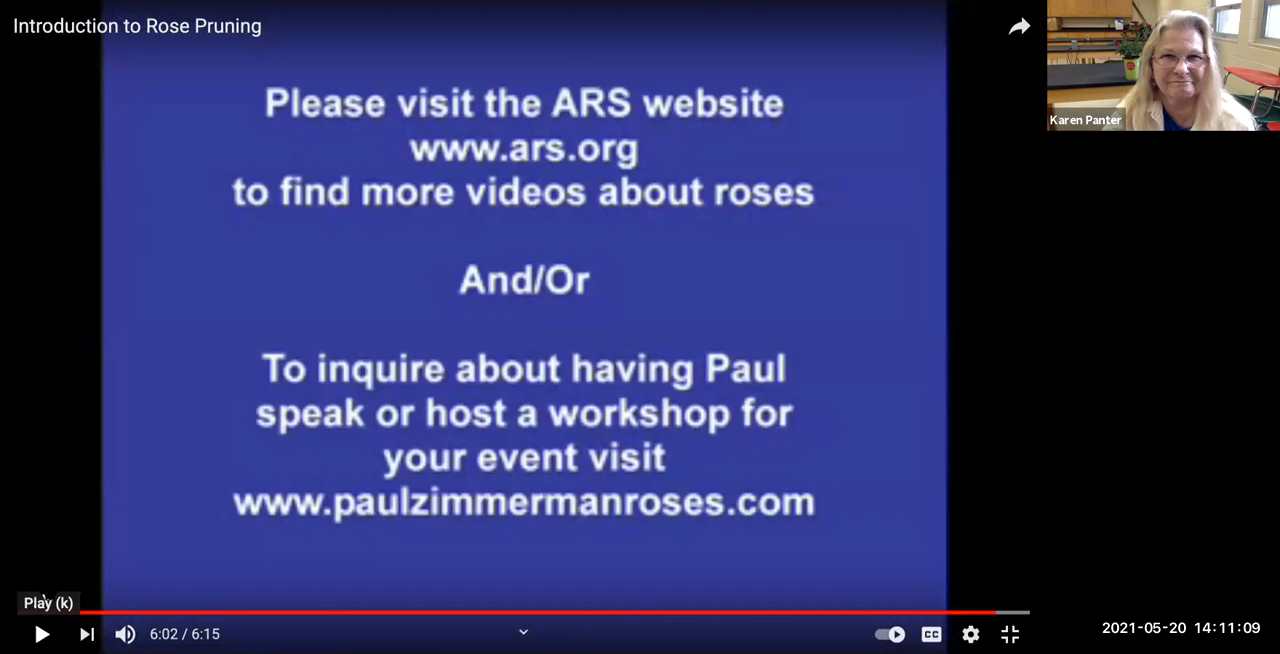 Introduction to Rose Pruning
Karen Panter
Please visit the ARS website
www.ars.org
to find more videos about roses
And/Or
To inquire about having Paul
speak or host a workshop for
your event visit
www.paulzimmermanroses.com
Play (k)
6:02 / 6:15
CC
2021-05-20 14:11:09